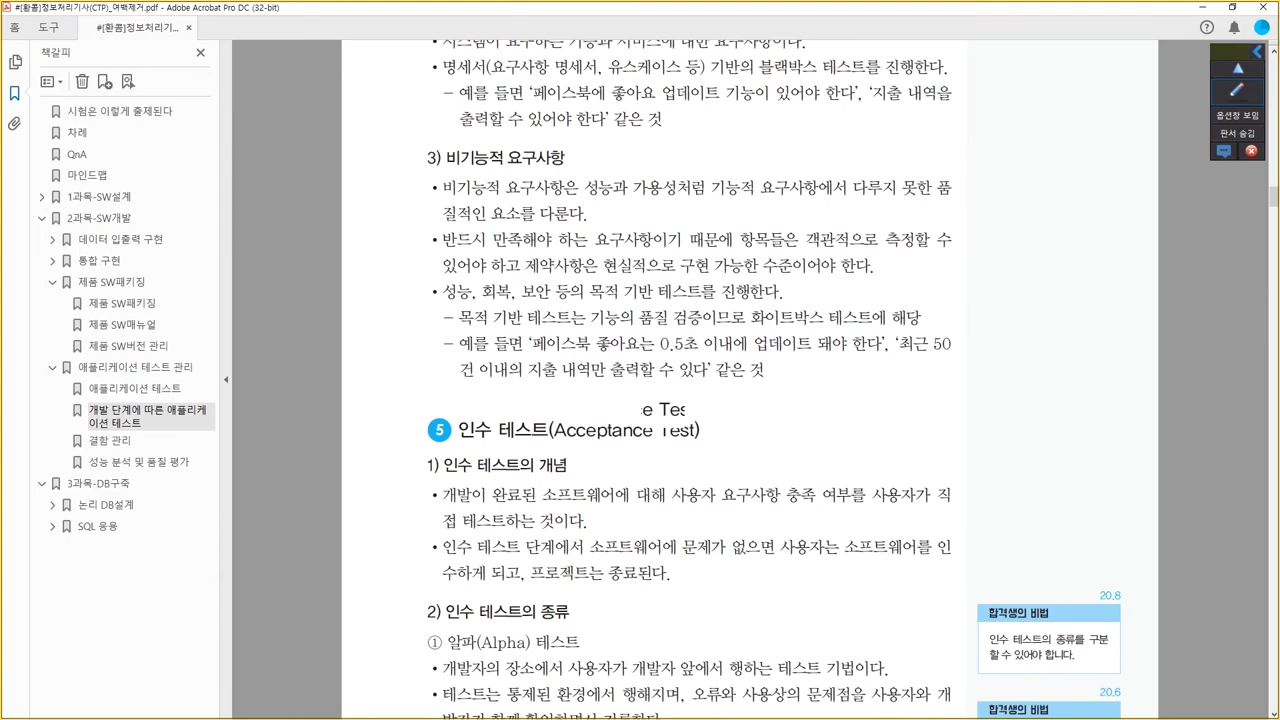 #[환콤]정보처리기사(CTP)_여백제거.pdf - Adobe Acrobat Pro DC (32-bit)
홈 도구 #[환콤]정보처리기... ×
책갈피
시험은 이렇게 출제된다
차례
QnA
마인드맵
1과목-SW설계
2과목-SW개발
데이터 입출력 구현
통합 구현
제품 SW패키징
제품 SW패키징
제품 SW매뉴얼
제품 SW버전 관리
애플리케이션 테스트 관리
애플리케이션 테스트
개발 단계에 따른 애플리케
이션 테스트
결함 관리
성능 분석 및 품질 평가
3과목-DB구축
논리 DB설계
SQL 응용
• 시스템이 요구하는 기능과 서비스에 대한 요구사항이다.
• 명세서(요구사항 명세서, 유스케이스 등) 기반의 블랙박스 테스트를 진행한다.
– 예를 들면 ‘페이스북에 좋아요 업데이트 기능이 있어야 한다’, ‘지출 내역을
출력할 수 있어야 한다’ 같은 것
3) 비기능적 요구사항
• 비기능적 요구사항은 성능과 가용성처럼 기능적 요구사항에서 다루지 못한 품
질적인 요소를 다룬다.
• 반드시 만족해야 하는 요구사항이기 때문에 항목들은 객관적으로 측정할 수
있어야 하고 제약사항은 현실적으로 구현 가능한 수준이어야 한다.
• 성능, 회복, 보안 등의 목적 기반 테스트를 진행한다.
– 목적 기반 테스트는 기능의 품질 검증이므로 화이트박스 테스트에 해당
– 예를 들면 ‘페이스북 좋아요는 0.5초 이내에 업데이트 돼야 한다’, ‘최근 50
건 이내의 지출 내역만 출력할 수 있다’ 같은 것
5 인수 테스트(Acceptance Test)
1) 인수 테스트의 개념
• 개발이 완료된 소프트웨어에 대해 사용자 요구사항 충족 여부를 사용자가 직
접 테스트하는 것이다.
• 인수 테스트 단계에서 소프트웨어에 문제가 없으면 사용자는 소프트웨어를 인
수하게 되고, 프로젝트는 종료된다.
2) 인수 테스트의 종류
① 알파(Alpha) 테스트
• 개발자의 장소에서 사용자가 개발자 앞에서 행하는 테스트 기법이다.
• 테스트는 통제된 환경에서 행해지며, 오류와 사용상의 문제점을 사용자와 개
20.8
합격생의 비법
인수 테스트의 종류를 구분
할 수 있어야 합니다.
20.6
합격생의 비법
옵션창 보임
판서 숨김